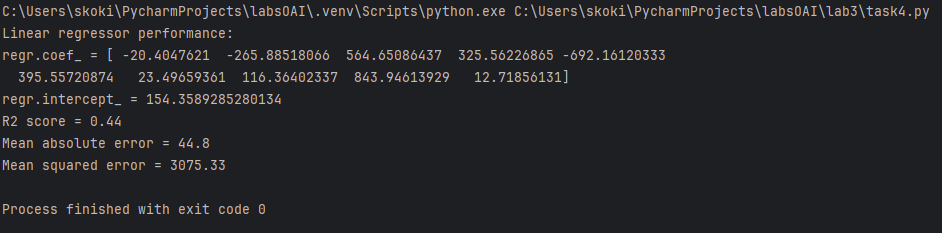 C:\Users\skoki\PycharmProjects\labsOAI\.venv\Scripts\python.exe C:\Users\skoki\PycharmProjects\labsOAI\lab3\task4.py
Linear regressor performance:
regr.coef_ = [ -20.4047621  -265.88518066  564.65086437  325.56226865 -692.16120333
  395.55720874   23.49659361  116.36402337  843.94613929   12.71856131]
regr.intercept_ = 154.3589285280134
R2 score = 0.44
Mean absolute error = 44.8
Mean squared error = 3075.33
Process finished with exit code 0